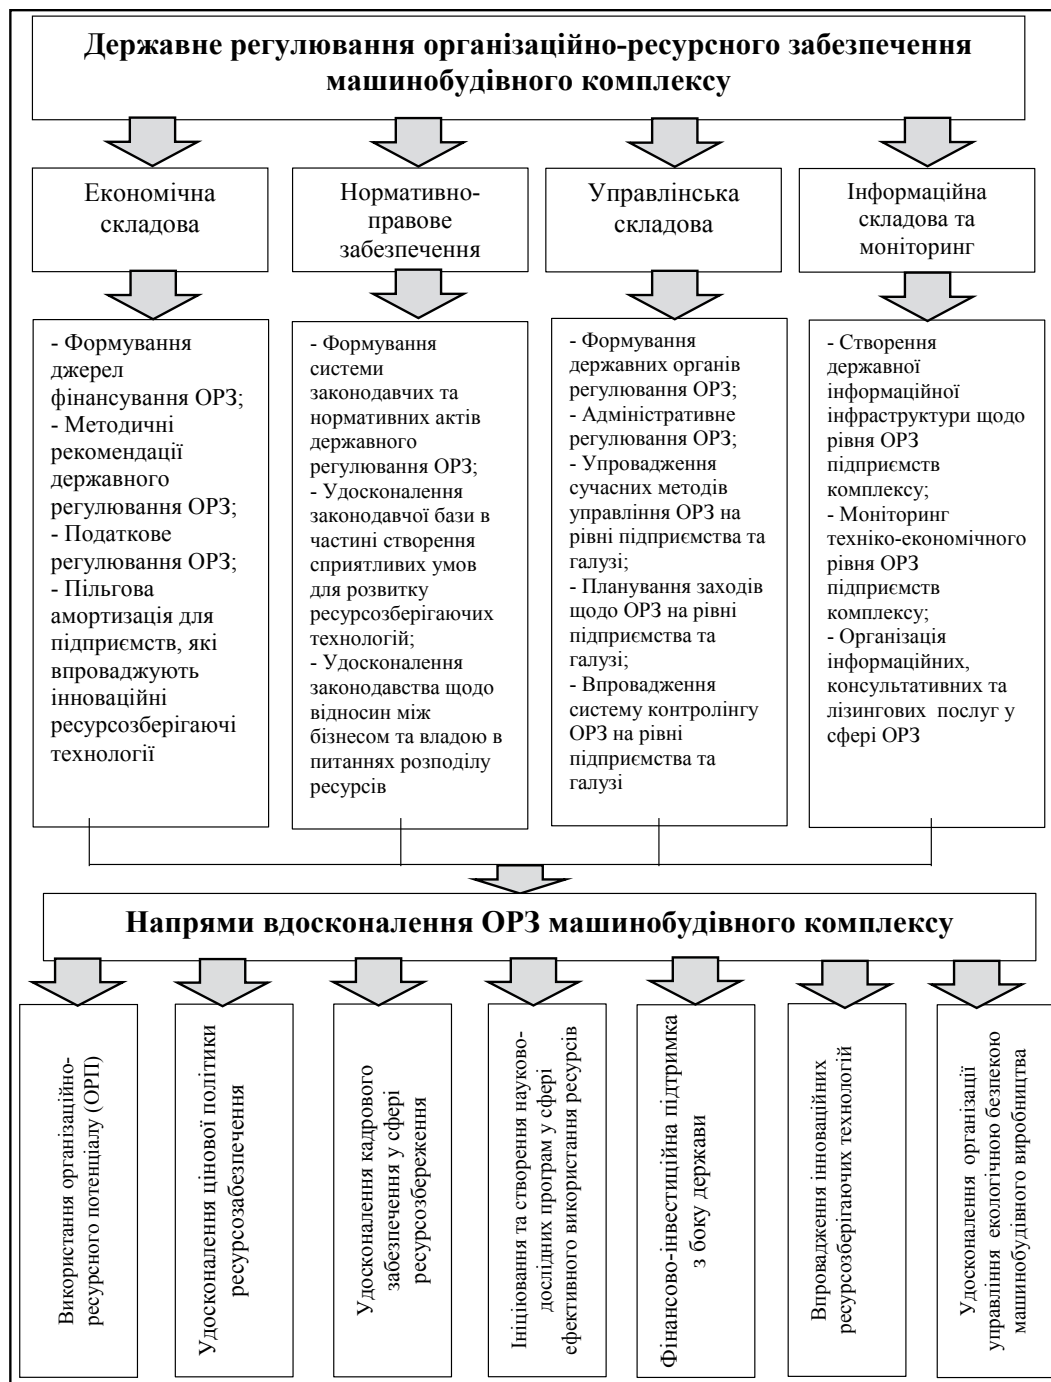 Державне регулювання організаційно-ресурсного забезпечення
машинобудівного комплексу
Економічна
складова
Нормативно-
правове
забезпечення
Управлінська
складова
Інформаційна
складова та
моніторинг
- Формування
джерел
фінансування ОРЗ;
- Методичні
рекомендації
державного
регулювання ОРЗ;
- Податкове
регулювання ОРЗ;
- Пільгова
амортизація для
підприємств, які
впроваджують
інноваційні
ресурсозберігаючі
технології
- Формування
системи
законодавчих та
нормативних актів
державного
регулювання ОРЗ;
- Удосконалення
законодавчої бази в
частині створення
сприятливих умов
для розвитку
ресурсозберігаючих
технологій;
- Удосконалення
законодавства щодо
відносин між
бізнесом та владою в
питаннях розподілу
ресурсів
- Формування
державних органів
регулювання ОРЗ;
- Адміністративне
регулювання ОРЗ;
- Упровадження
сучасних методів
управління ОРЗ на
рівні підприємства та
галузі;
- Планування заходів
щодо ОРЗ на рівні
підприємства та
галузі;
- Впровадження
систему контролінгу
ОРЗ на рівні
підприємства та
галузі
- Створення
державної
інформаційної
інфраструктури щодо
рівня ОРЗ
підприємств
комплексу;
- Моніторинг
техніко-економічного
рівня ОРЗ
підприємств
комплексу;
- Організація
інформаційних,
консультативних та
лізингових послуг у
сфері ОРЗ
Напрями вдосконалення ОРЗ машинобудівного комплексу
Використання організаційно-
ресурсного потенціалу (ОРП)
Удосконалення цінової політики
ресурсозабезпечення
Удосконалення кадрового
забезпечення у сфері
ресурсозбереження
Ініціювання та створення науково-
дослідних програм у сфері
ефективного використання ресурсів
Фінансово-інвестиційна підтримка
з боку держави
Впровадження інноваційних
ресурсозберігаючих технологій
Удосконалення організації
управління екологічною безпекою
машинобудівного виробництва